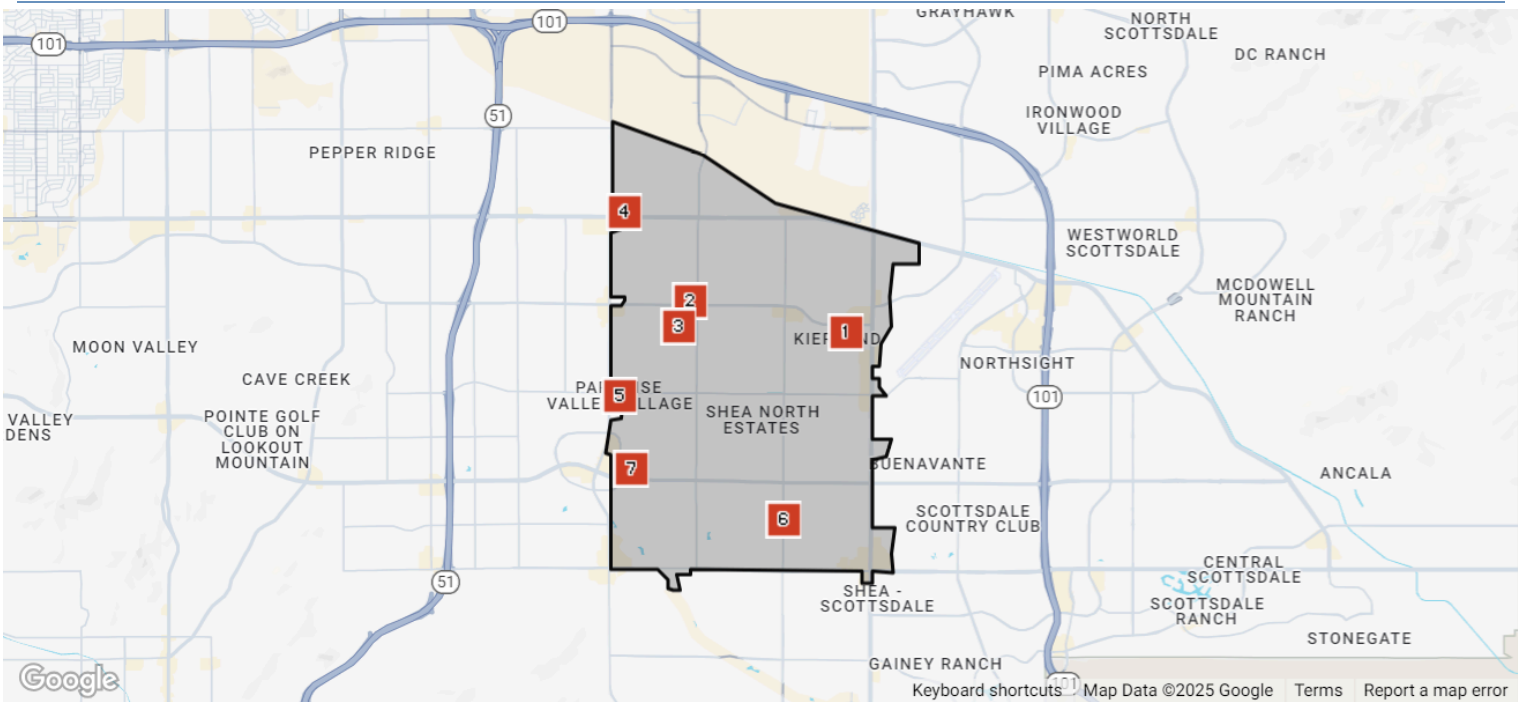 GRAYHAWK
101
NORTH
SCOTTSDALE
101
DC RANCH
PIMA ACRES
51
IRONWOOD
VILLAGE
PEPPER RIDGE
4
WESTWORLD
SCOTTSDALE
MCDOWELL
MOUNTAIN
RANCH
2
3
1
MOON VALLEY
NORTHSIGHT
CAVE CREEK
5
101
VALLEY
DENS
POINTE GOLF
CLUB ON
LOOKOUT
MOUNTAIN
SHEA NORTH
ESTATES
7
BUENAVANTE
ANCALA
6
SCOTTSDALE
COUNTRY CLUB
CENTRAL
SCOTTSDALE
51
SHEA -
SCOTTSDALE
SCOTTSDALE
RANCH
STONEGATE
GAINEY RANCH
Google
101
Keyboard shortcuts
Map Data ©2025 Google
Terms
Report a map error